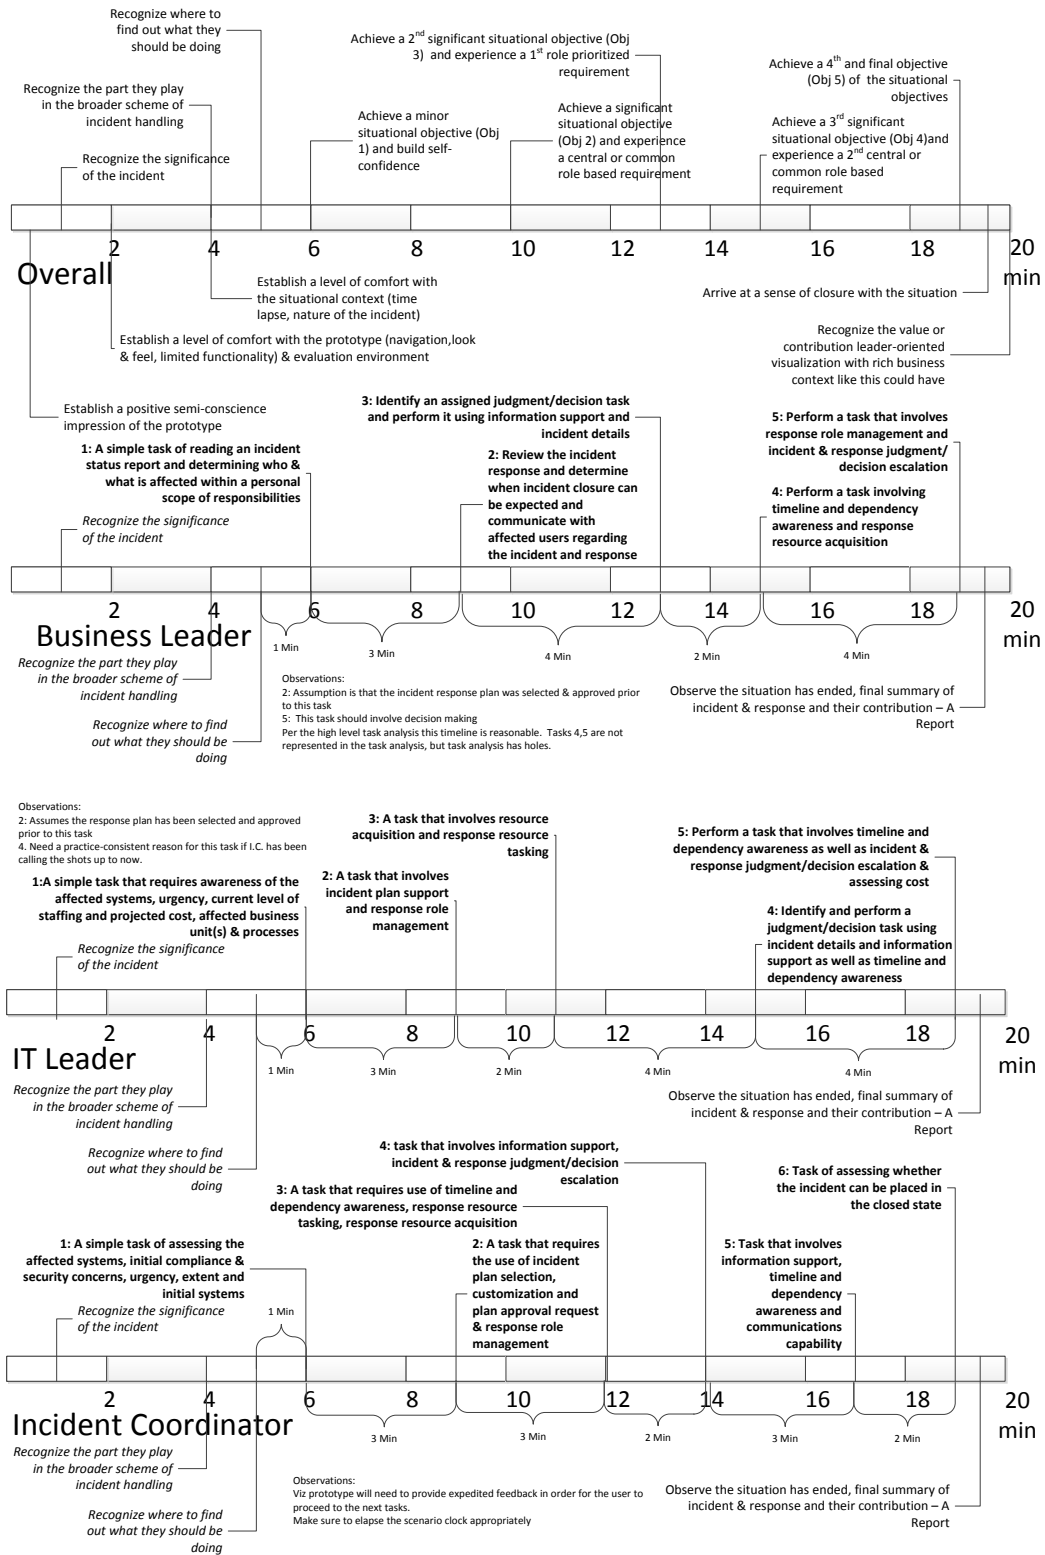 Recognize where to
find out what they
should be doing
Achieve a 2nd significant situational objective (Obj
3)  and experience a 1st role prioritized
requirement
Achieve a 4th and final objective
(Obj 5) of  the situational
objectives
Recognize the part they play
in the broader scheme of
incident handling
Achieve a minor
situational objective (Obj
1) and build self-
confidence
Achieve a significant
situational objective
(Obj 2) and experience
a central or common
role based requirement
Achieve a 3rd significant
situational objective (Obj 4)and
experience a 2nd central or
common role based
requirement
Recognize the significance
of the incident
2 4 6 8 10 12 14 16 18 20
min
Overall
Establish a level of comfort with
the situational context (time
lapse, nature of the incident)
Arrive at a sense of closure with the situation
Establish a level of comfort with the prototype (navigation,look
& feel, limited functionality) & evaluation environment
Recognize the value or
contribution leader-oriented
visualization with rich business
context like this could have
Establish a positive semi-conscience
impression of the prototype
3: Identify an assigned judgment/decision task
and perform it using information support and
incident details
5: Perform a task that involves
response role management and
incident & response judgment/
decision escalation
1: A simple task of reading an incident
status report and determining who &
what is affected within a personal
scope of responsibilities
2: Review the incident
response and determine
when incident closure can
be expected and
communicate with
affected users regarding
the incident and response
4: Perform a task involving
timeline and dependency
awareness and response
resource acquisition
Recognize the significance
of the incident
2 4 6 8 10 12 14 16 18 20
min
Business Leader
1 Min
3 Min
4 Min
2 Min
4 Min
Recognize the part they play
in the broader scheme of
incident handling
Recognize where to find
out what they should be
doing
Observations:
2: Assumption is that the incident response plan was selected & approved prior
to this task
5:  This task should involve decision making
Per the high level task analysis this timeline is reasonable.  Tasks 4,5 are not
represented in the task analysis, but task analysis has holes.
Observe the situation has ended, final summary of
incident & response and their contribution – A
Report
Observations:
2: Assumes the response plan has been selected and approved
prior to this task
4. Need a practice-consistent reason for this task if I.C. has been
calling the shots up to now.
3: A task that involves resource
acquisition and response resource
tasking
5: Perform a task that involves timeline and
dependency awareness as well as incident &
response judgment/decision escalation &
assessing cost
1:A simple task that requires awareness of the
affected systems, urgency, current level of
staffing and projected cost, affected business
unit(s) & processes
2: A task that involves
incident plan support
and response role
management
4: Identify and perform a
judgment/decision task using
incident details and information
support as well as timeline and
dependency awareness
Recognize the significance
of the incident
2 4 6 8 10 12 14 16 18 20
min
IT Leader
1 Min
3 Min
2 Min
4 Min
4 Min
Recognize the part they play
in the broader scheme of
incident handling
Recognize where to find
out what they should be
doing
Observe the situation has ended, final summary of
incident & response and their contribution – A
Report
4: task that involves information support,
incident & response judgment/decision
escalation
6: Task of assessing whether
the incident can be placed in
the closed state
3: A task that requires use of timeline and
dependency awareness, response resource
tasking, response resource acquisition
1: A simple task of assessing the
affected systems, initial compliance &
security concerns, urgency, extent and
initial systems
2: A task that requires
the use of incident
plan selection,
customization and
plan approval request
& response role
management
5: Task that involves
information support,
timeline and
dependency
awareness and
communications
capability
Recognize the significance
of the incident
1 Min
2 4 6 8 10 12 14 16 18 20
min
Incident Coordinator
3 Min
3 Min
2 Min
3 Min
2 Min
Recognize the part they play
in the broader scheme of
incident handling
Recognize where to find
out what they should be
doing
Observations:
Viz prototype will need to provide expedited feedback in order for the user to
proceed to the next tasks.
Make sure to elapse the scenario clock appropriately
Observe the situation has ended, final summary of
incident & response and their contribution – A
Report